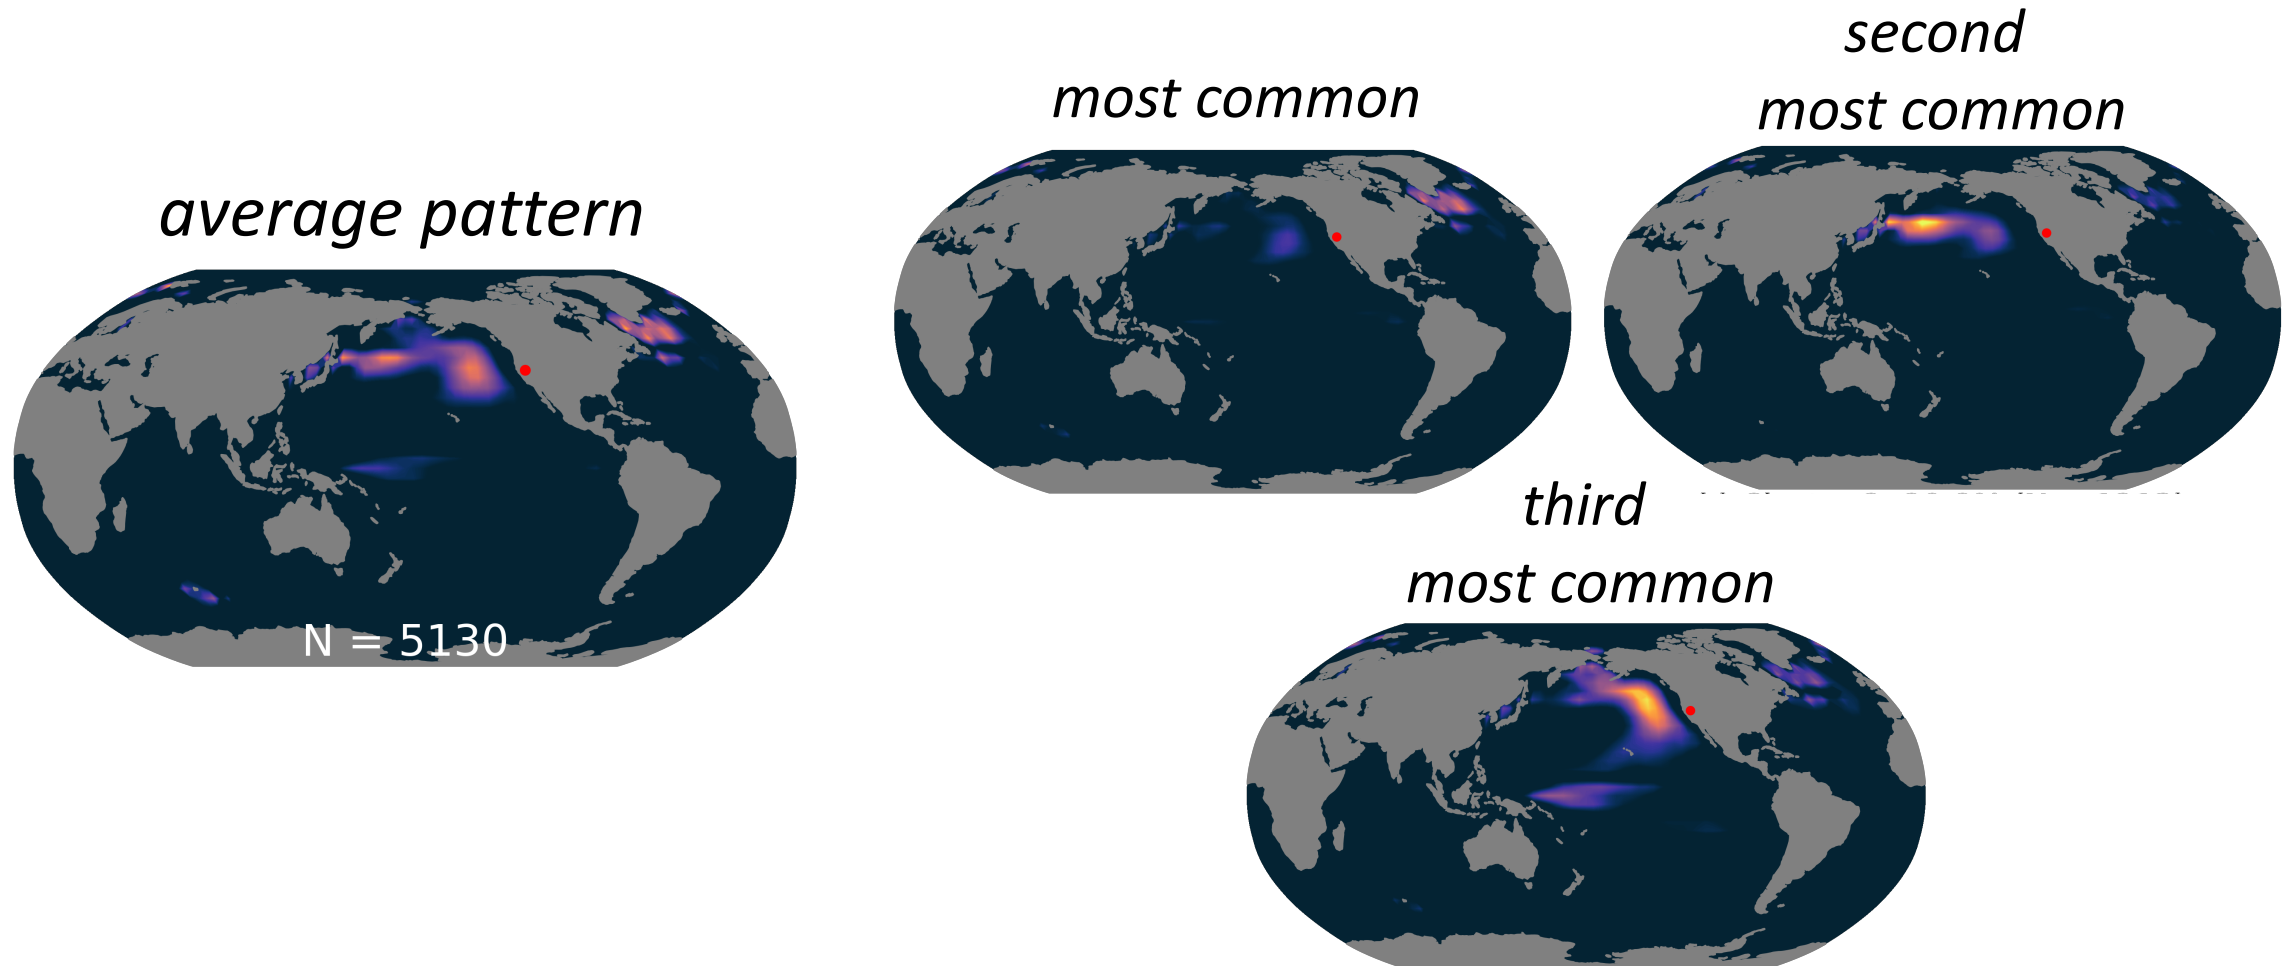 average pattern
N = 5130
most common
second
most common
third
most common